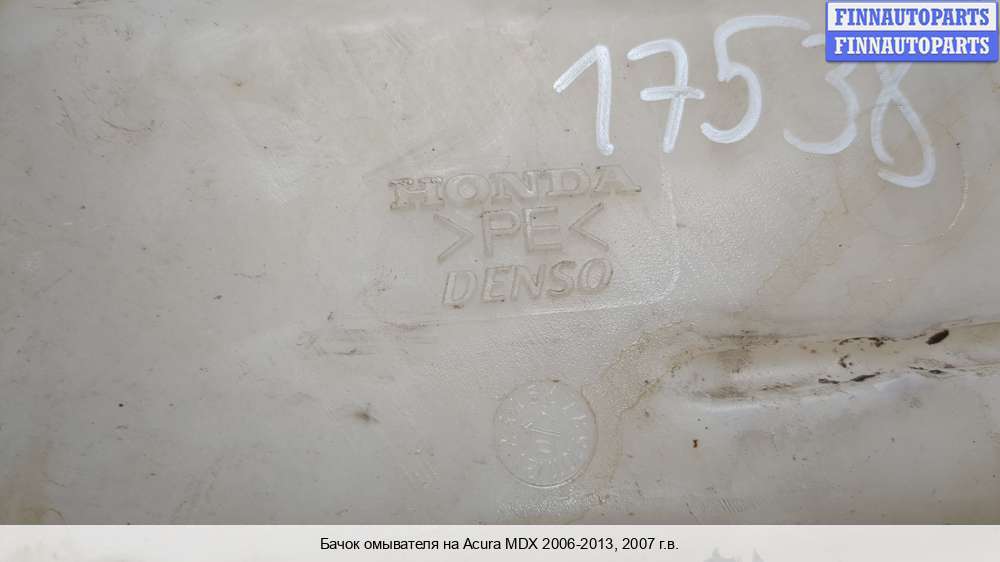 FINNAUTOPARTS
FINNAUTOPARTS
17538
HONDA
>PE<
DENSO
Бачок омывателя на Acura MDX 2006-2013, 2007 г.в.